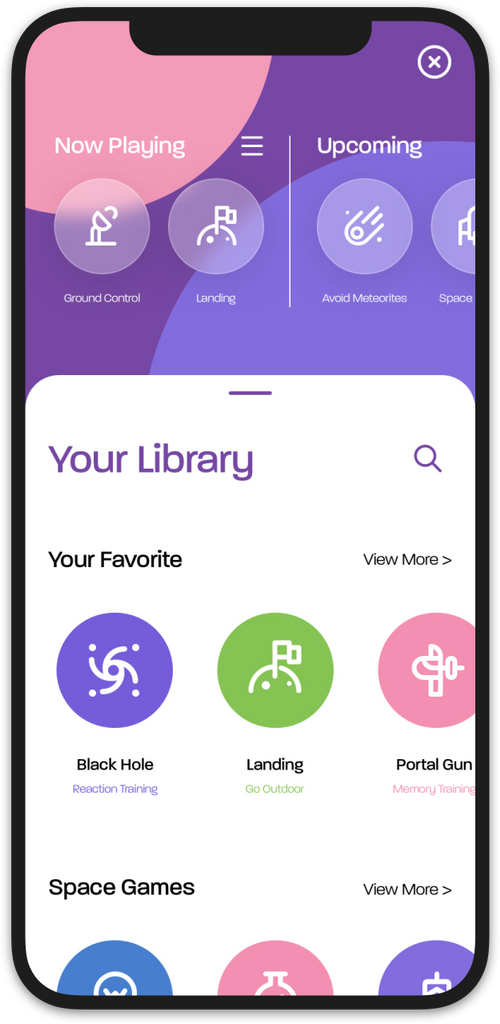 Now Playing
Upcoming
Ground Control
Landing
Avoid Meteorites
Space
Your Library
Your Favorite
View More >
Black Hole
Landing
Portal Gun
Reaction Training
Go Outdoor
Memory Training
Space Games
View More >